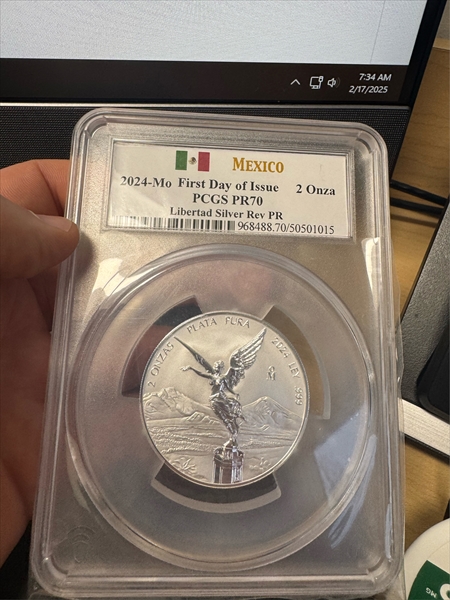 7:34 AM
2/17/2025
MEXICO
2024-Mo First Day of Issue 2 Onza
PCGS PR70
Libertad Silver Rev PR
968488.70/50501015
2 ONZAS PLATA PURA 2024 LEY .999
NG